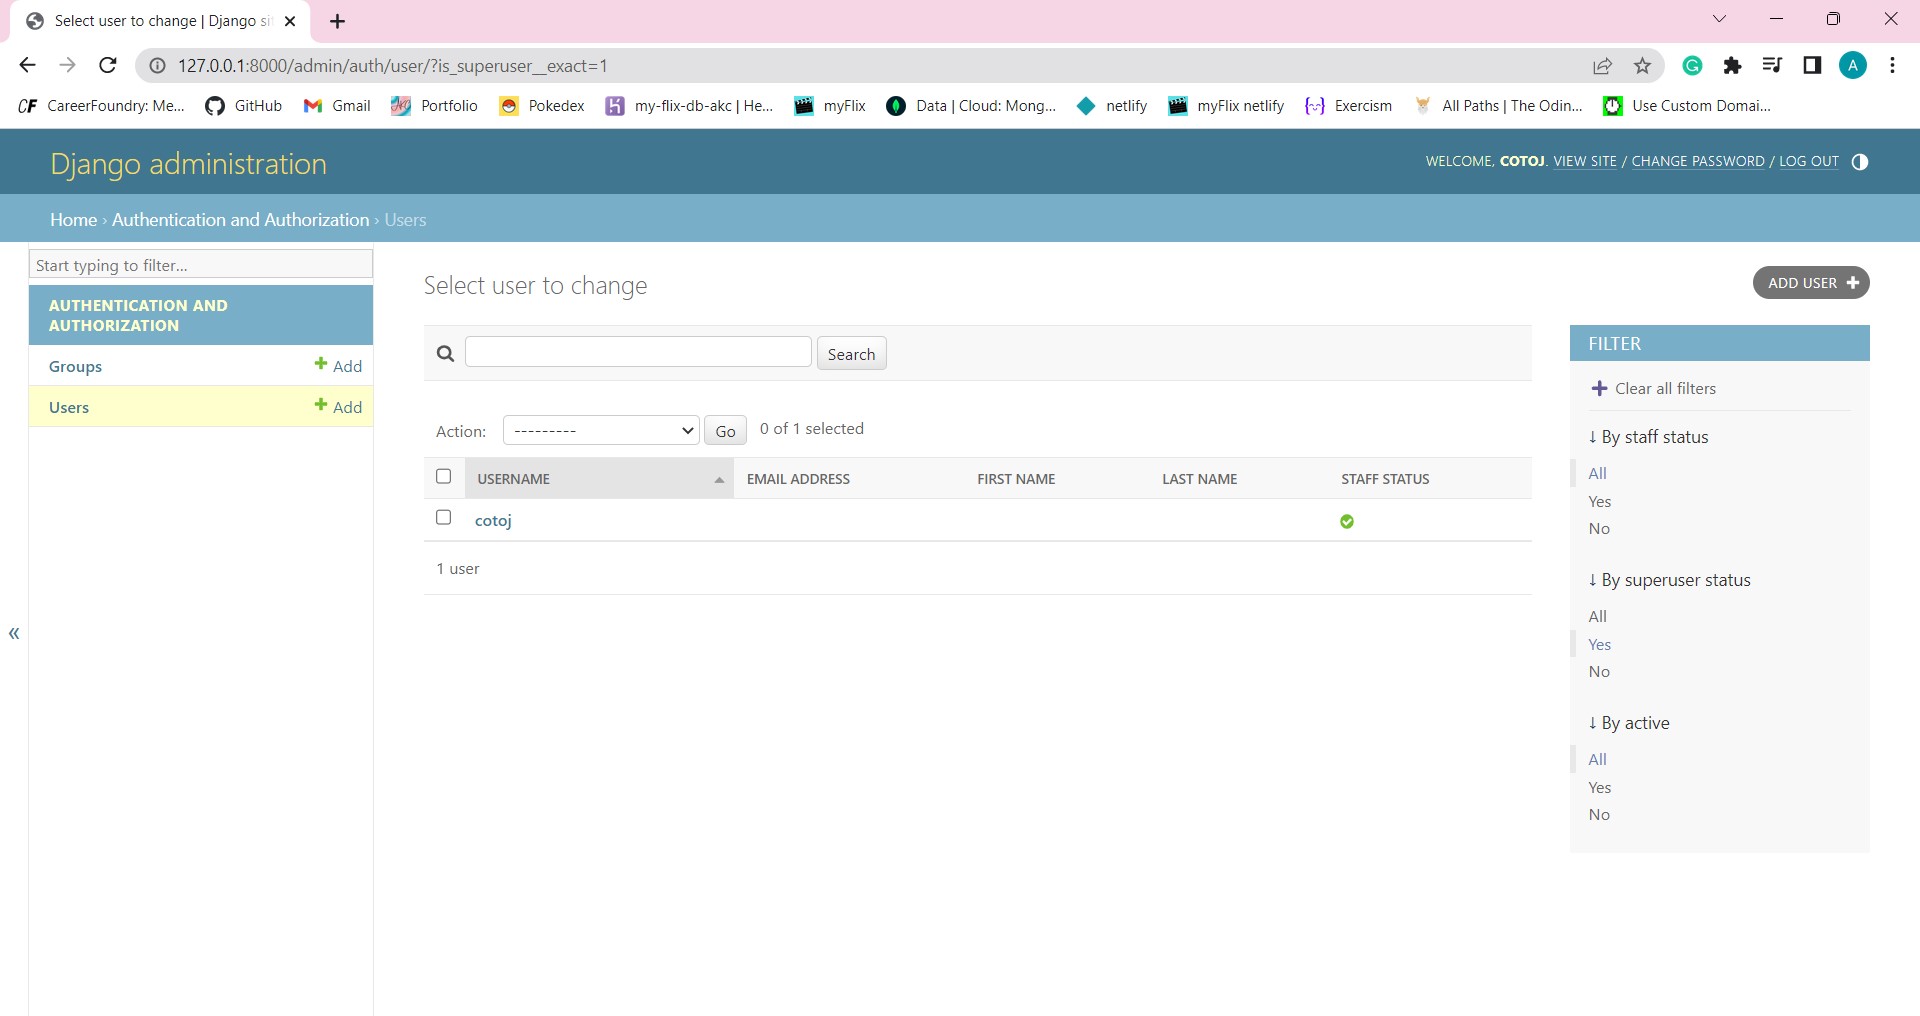 Select user to change | Django si
127.0.0.1:8000/admin/auth/user/?is_superuser__exact=1
A
CareerFoundry: Me...
GitHub
Gmail
Portfolio
Pokedex
my-flix-db-akc | He...
myFlix
Data | Cloud: Mong...
netlify
myFlix netlify
Exercism
All Paths | The Odin...
Use Custom Domai...
Django administration
WELCOME, COTOJ. VIEW SITE / CHANGE PASSWORD / LOG OUT
Home › Authentication and Authorization › Users
Start typing to filter...
AUTHENTICATION AND
AUTHORIZATION
Groups + Add
Users + Add
«
Select user to change
ADD USER +
Search
Action: --------- Go 0 of 1 selected
USERNAME EMAIL ADDRESS FIRST NAME LAST NAME STAFF STATUS
cotoj
1 user
FILTER
+ Clear all filters
↓ By staff status
All
Yes
No
↓ By superuser status
All
Yes
No
↓ By active
All
Yes
No